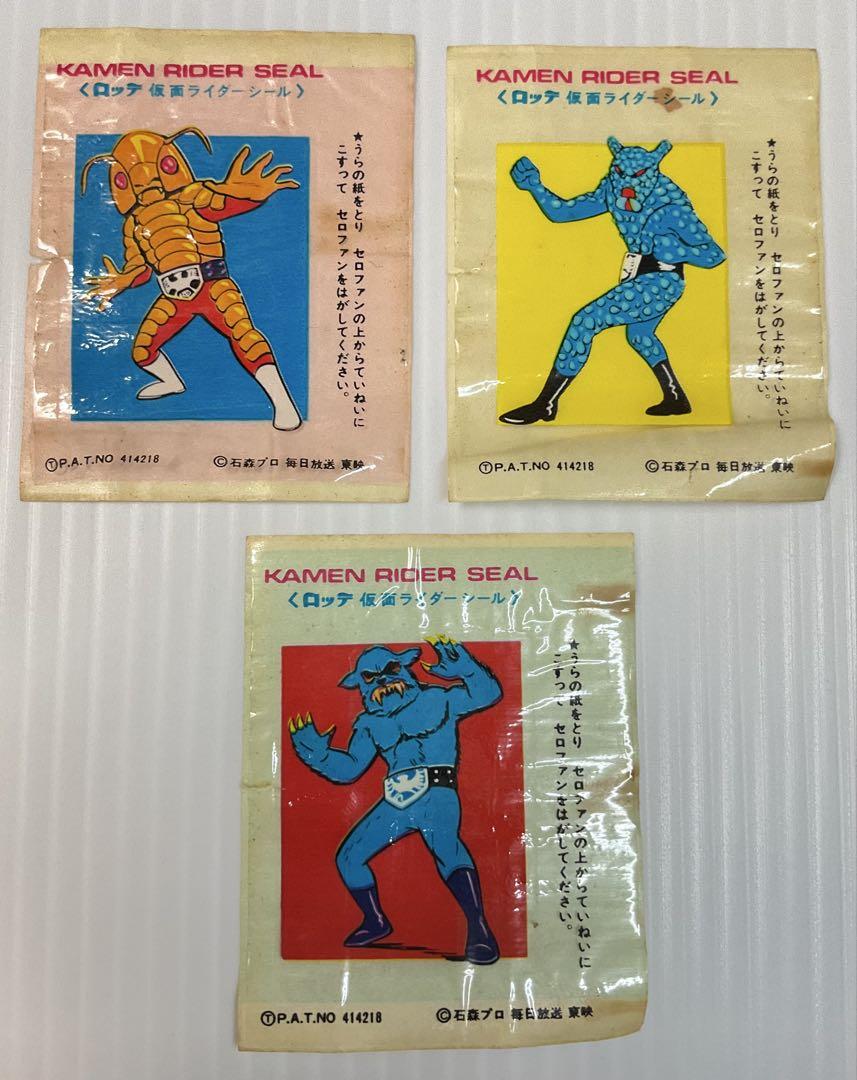 KAMEN RIDER SEAL
〈ロッテ 仮面ライダーシール〉
★うらの紙をとり セロファンの上からていねいに
こすって セロファンをはがしてください。
ⓉP.A.T.NO 414218
Ⓒ石森プロ 毎日放送 東映
KAMEN RIDER SEAL
〈ロッテ 仮面ライダーシール〉
★うらの紙をとり セロファンの上からていねいに
こすって セロファンをはがしてください。
ⓉP.A.T.NO 414218
Ⓒ石森プロ 毎日放送 東映
KAMEN RIDER SEAL
〈ロッテ 仮面ライダーシール〉
★うらの紙をとり セロファンの上からていねいに
こすって セロファンをはがしてください。
ⓉP.A.T.NO 414218
Ⓒ石森プロ 毎日放送 東映